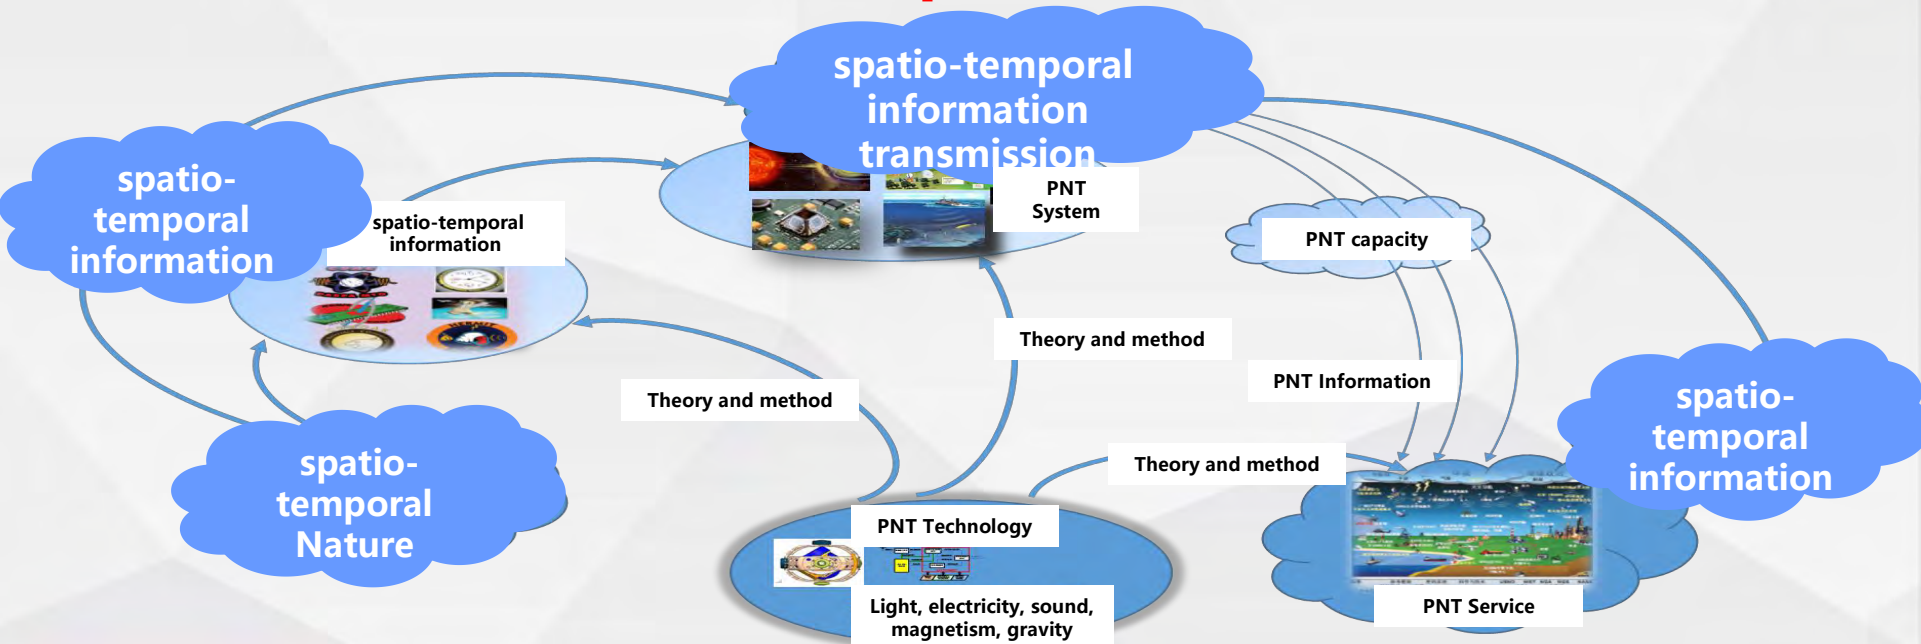 spatio-temporal
information
transmission
spatio-
temporal
information
spatio-temporal
information
PNT
System
PNT capacity
Theory and method
PNT Information
Theory and method
spatio-
temporal
information
Theory and method
spatio-
temporal
Nature
PNT Technology
Light, electricity, sound,
magnetism, gravity
PNT Service